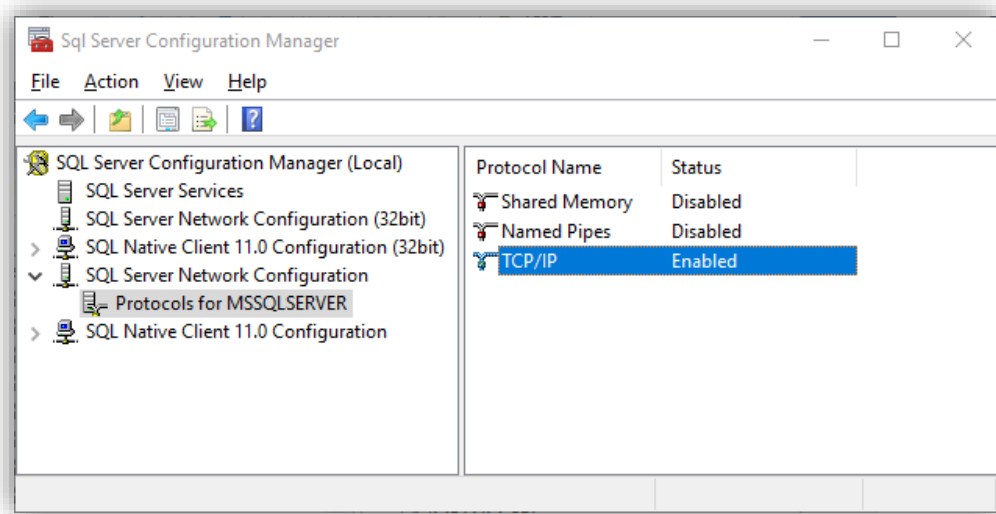 Sql Server Configuration Manager
File Action View Help
SQL Server Configuration Manager (Local)
SQL Server Services
SQL Server Network Configuration (32bit)
SQL Native Client 11.0 Configuration (32bit)
SQL Server Network Configuration
Protocols for MSSQLSERVER
SQL Native Client 11.0 Configuration
Protocol Name Status
Shared Memory Disabled
Named Pipes Disabled
TCP/IP Enabled